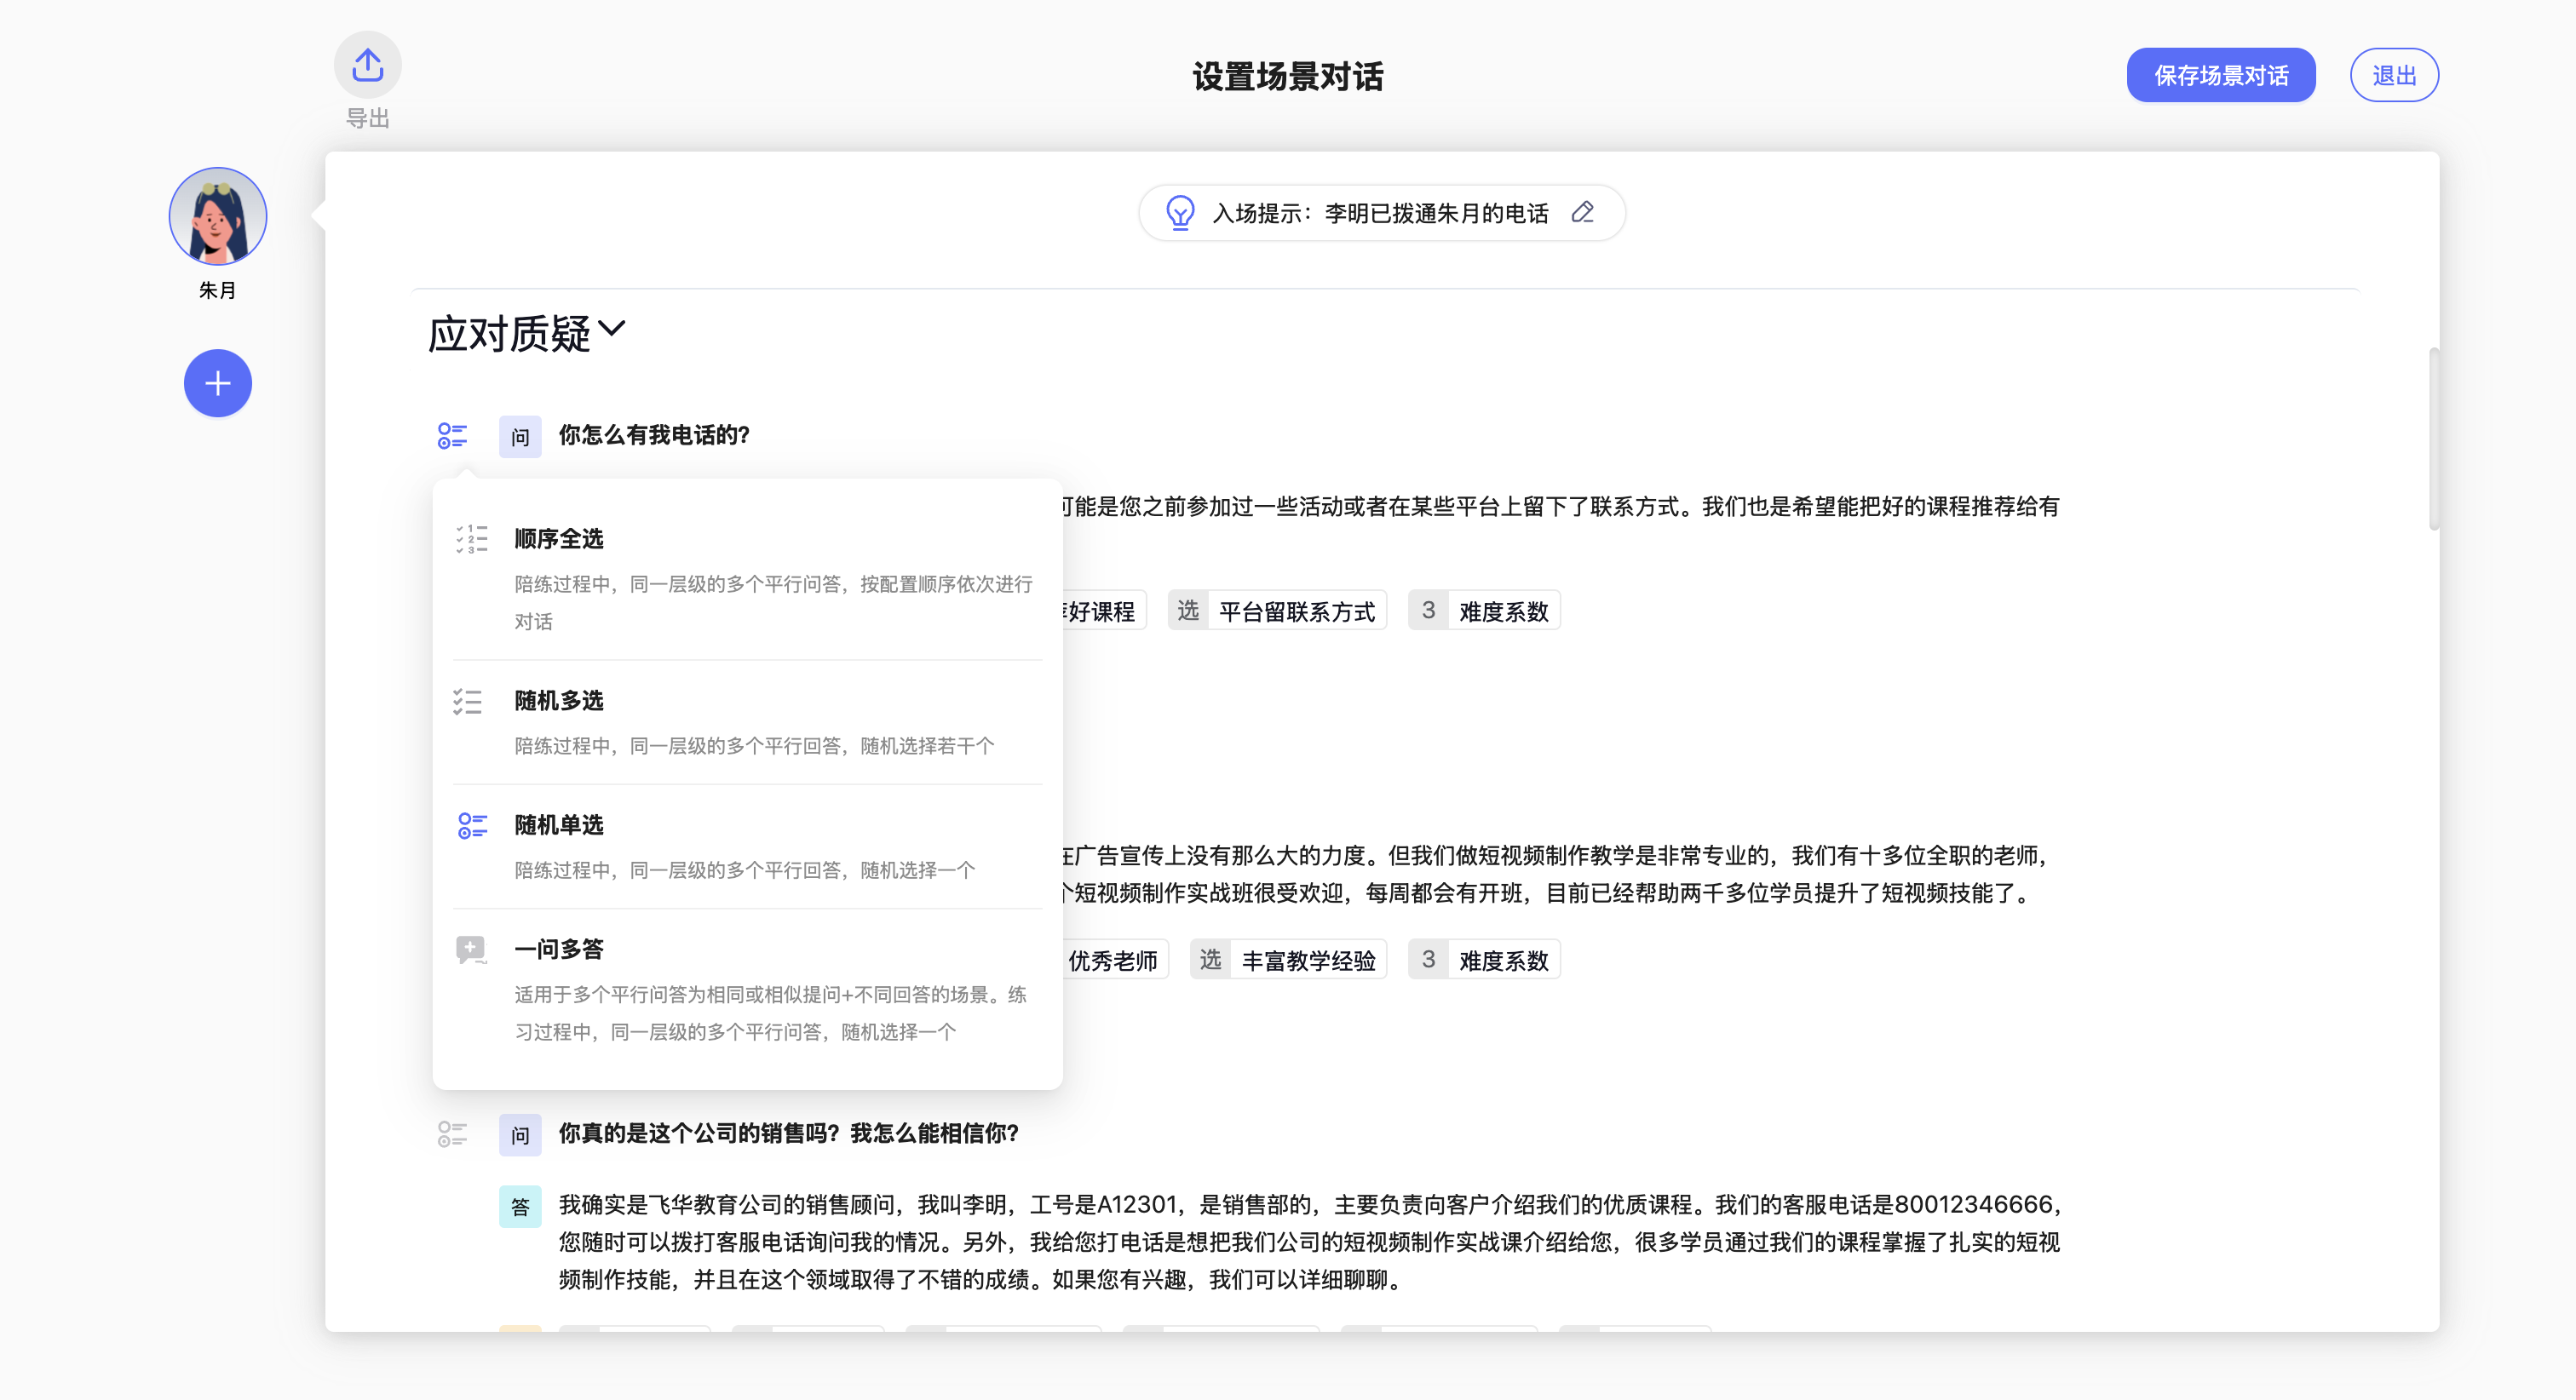 导出
设置场景对话
保存场景对话
退出
朱月
入场提示：李明已拨通朱月的电话
应对质疑
问 你怎么有我电话的？
可能是您之前参加过一些活动或者在某些平台上留下了联系方式。我们也是希望能把好的课程推荐给有
好课程 选 平台留联系方式 3 难度系数
1
2
3
顺序全选
陪练过程中，同一层级的多个平行问答，按配置顺序依次进行
对话
随机多选
陪练过程中，同一层级的多个平行回答，随机选择若干个
随机单选
陪练过程中，同一层级的多个平行回答，随机选择一个
在广告宣传上没有那么大的力度。但我们做短视频制作教学是非常专业的，我们有十多位全职的老师，
个短视频制作实战班很受欢迎，每周都会有开班，目前已经帮助两千多位学员提升了短视频技能了。
优秀老师 选 丰富教学经验 3 难度系数
一问多答
适用于多个平行问答为相同或相似提问+不同回答的场景。练
习过程中，同一层级的多个平行问答，随机选择一个
问 你真的是这个公司的销售吗？我怎么能相信你？
答 我确实是飞华教育公司的销售顾问，我叫李明，工号是A12301，是销售部的，主要负责向客户介绍我们的优质课程。我们的客服电话是80012346666，
您随时可以拨打客服电话询问我的情况。另外，我给您打电话是想把我们公司的短视频制作实战课介绍给您，很多学员通过我们的课程掌握了扎实的短视
频制作技能，并且在这个领域取得了不错的成绩。如果您有兴趣，我们可以详细聊聊。